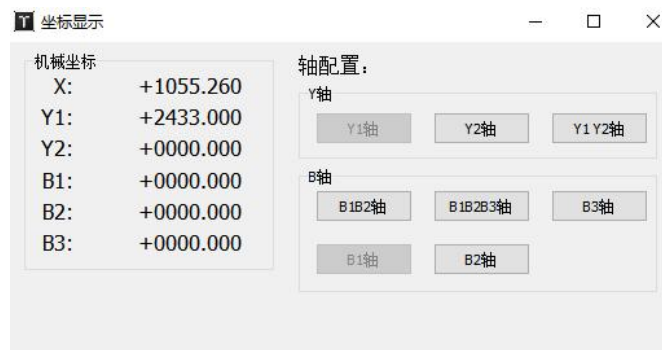 坐标显示
机械坐标
X: +1055.260
Y1: +2433.000
Y2: +0000.000
B1: +0000.000
B2: +0000.000
B3: +0000.000
轴配置：
Y轴
Y1轴 Y2轴 Y1Y2轴
B轴
B1B2轴 B1B2B3轴 B3轴
B1轴 B2轴